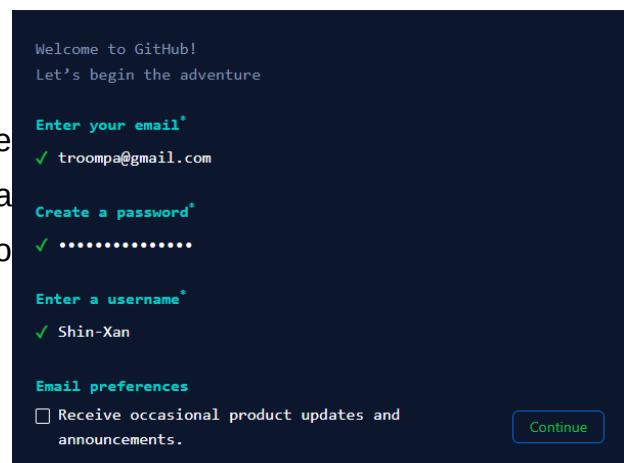 Welcome to GitHub!
Let’s begin the adventure
Enter your email*
e
✓ troompa@gmail.com
a
Create a password*
o
✓ •••••••••••••••
Enter a username*
✓ Shin-Xan
Email preferences
Receive occasional product updates and
announcements.
Continue